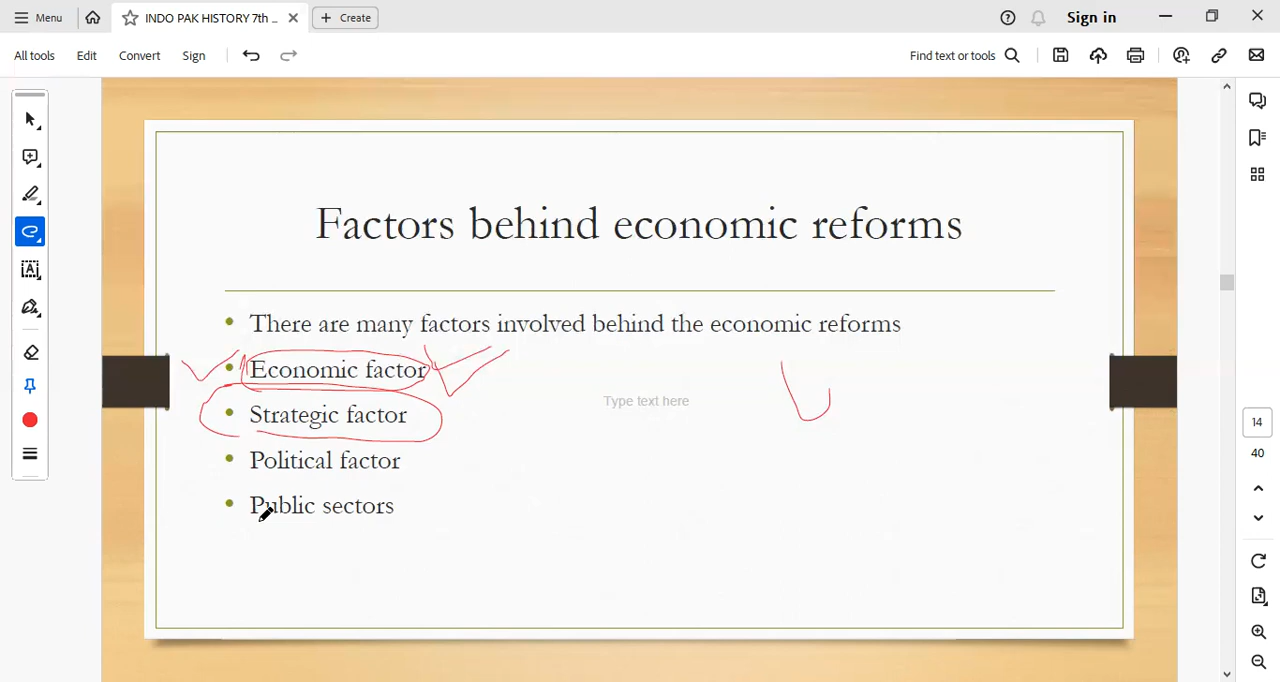 Menu
INDO PAK HISTORY 7th ...
Create
Sign in
All tools
Edit
Convert
Sign
Find text or tools
Factors behind economic reforms
There are many factors involved behind the economic reforms
Economic factor
Strategic factor
Type text here
Political factor
Public sectors
14
40